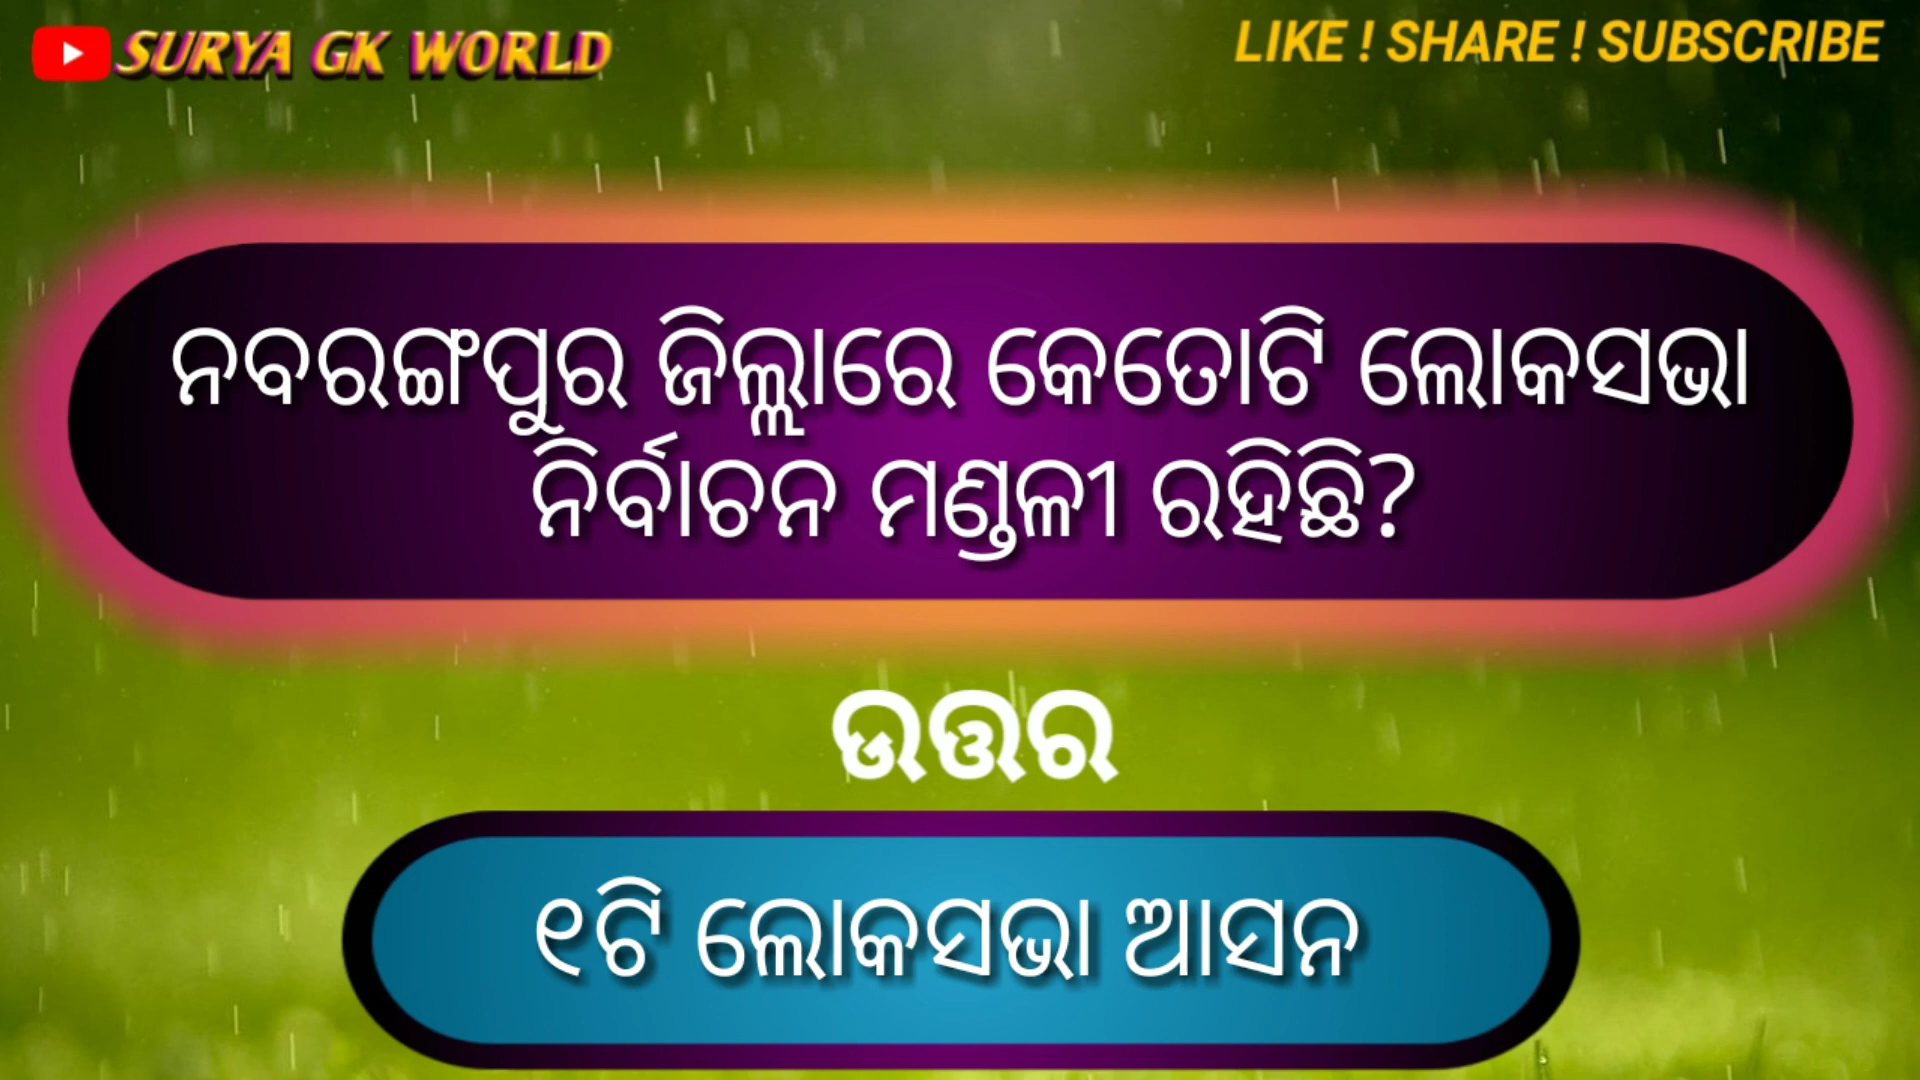 SURYA GK WORLD
LIKE ! SHARE ! SUBSCRIBE
ନବରଙ୍ଗପୁର ଜିଲ୍ଲାରେ କେତୋଟି ଲୋକସଭା
ନିର୍ବାଚନ ମଣ୍ଡଳୀ ରହିଛି?
ଉତ୍ତର
୧ଟି ଲୋକସଭା ଆସନ